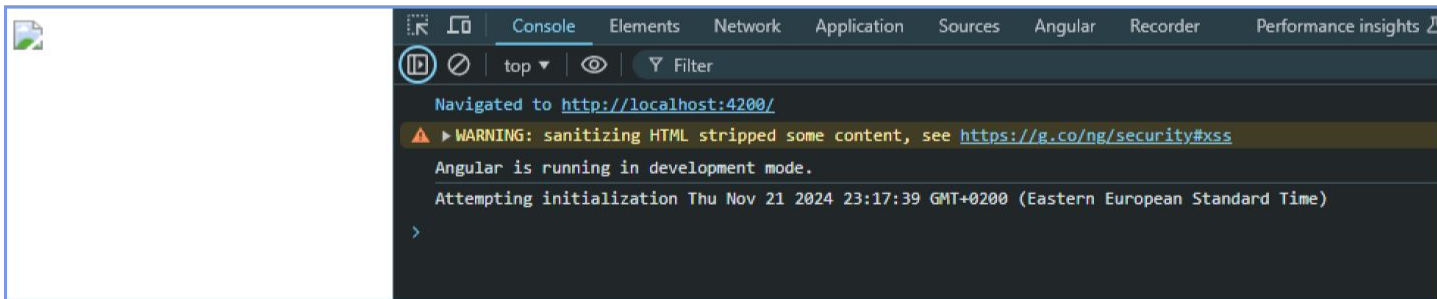 Console Elements Network Application Sources Angular Recorder Performance insights
top Filter
Navigated to http://localhost:4200/
WARNING: sanitizing HTML stripped some content, see https://g.co/ng/security#xss
Angular is running in development mode.
Attempting initialization Thu Nov 21 2024 23:17:39 GMT+0200 (Eastern European Standard Time)